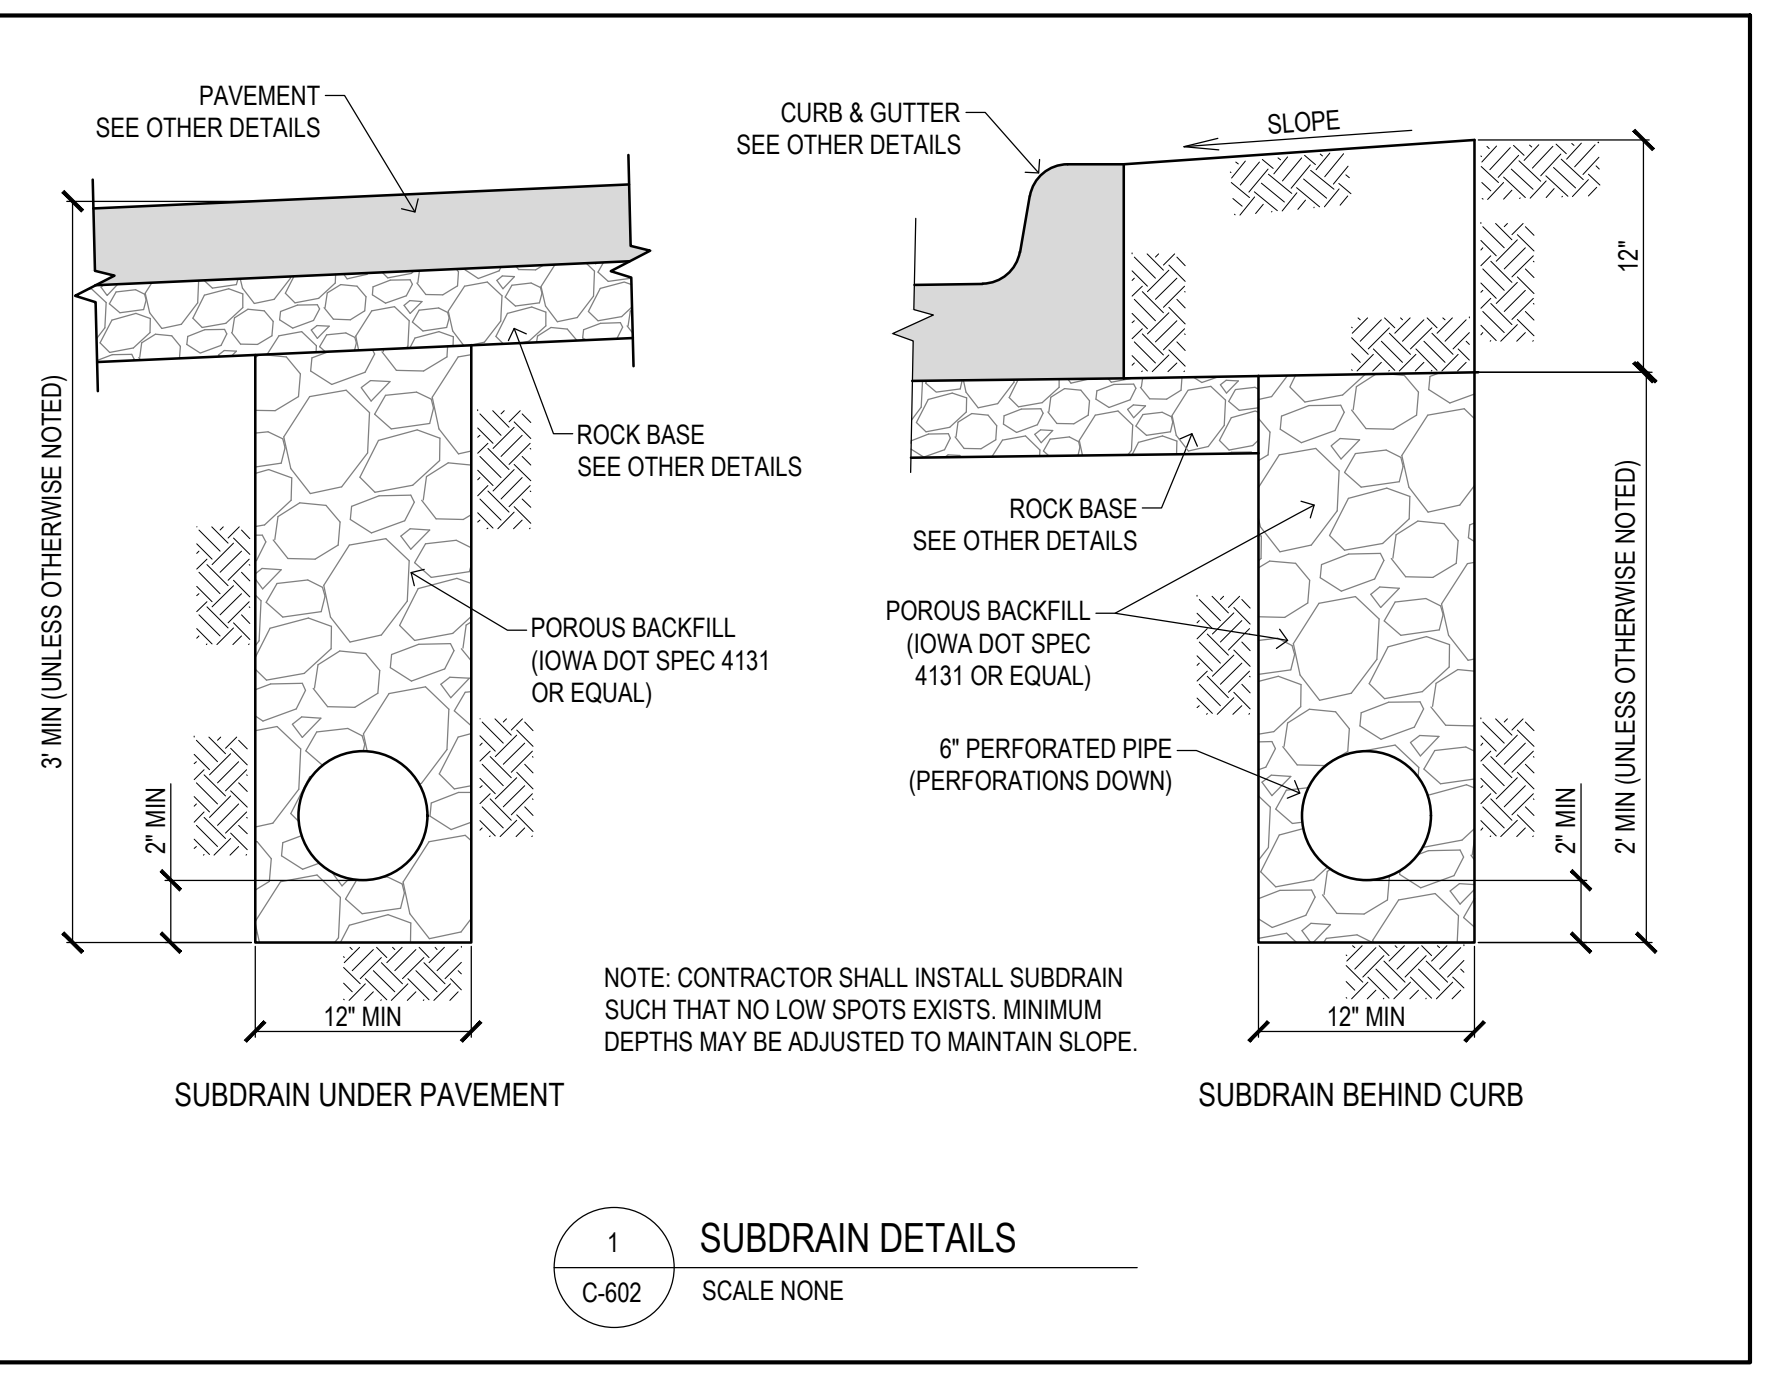 PAVEMENT
SEE OTHER DETAILS
3' MIN (UNLESS OTHERWISE NOTED)
ROCK BASE
SEE OTHER DETAILS
POROUS BACKFILL
(IOWA DOT SPEC 4131
OR EQUAL)
2" MIN
12" MIN
SUBDRAIN UNDER PAVEMENT
CURB & GUTTER
SEE OTHER DETAILS
SLOPE
12"
ROCK BASE
SEE OTHER DETAILS
POROUS BACKFILL
(IOWA DOT SPEC
4131 OR EQUAL)
6" PERFORATED PIPE
(PERFORATIONS DOWN)
2" MIN
2' MIN (UNLESS OTHERWISE NOTED)
12" MIN
SUBDRAIN BEHIND CURB
NOTE: CONTRACTOR SHALL INSTALL SUBDRAIN
SUCH THAT NO LOW SPOTS EXISTS. MINIMUM
DEPTHS MAY BE ADJUSTED TO MAINTAIN SLOPE.
1
C-602
SUBDRAIN DETAILS
SCALE NONE